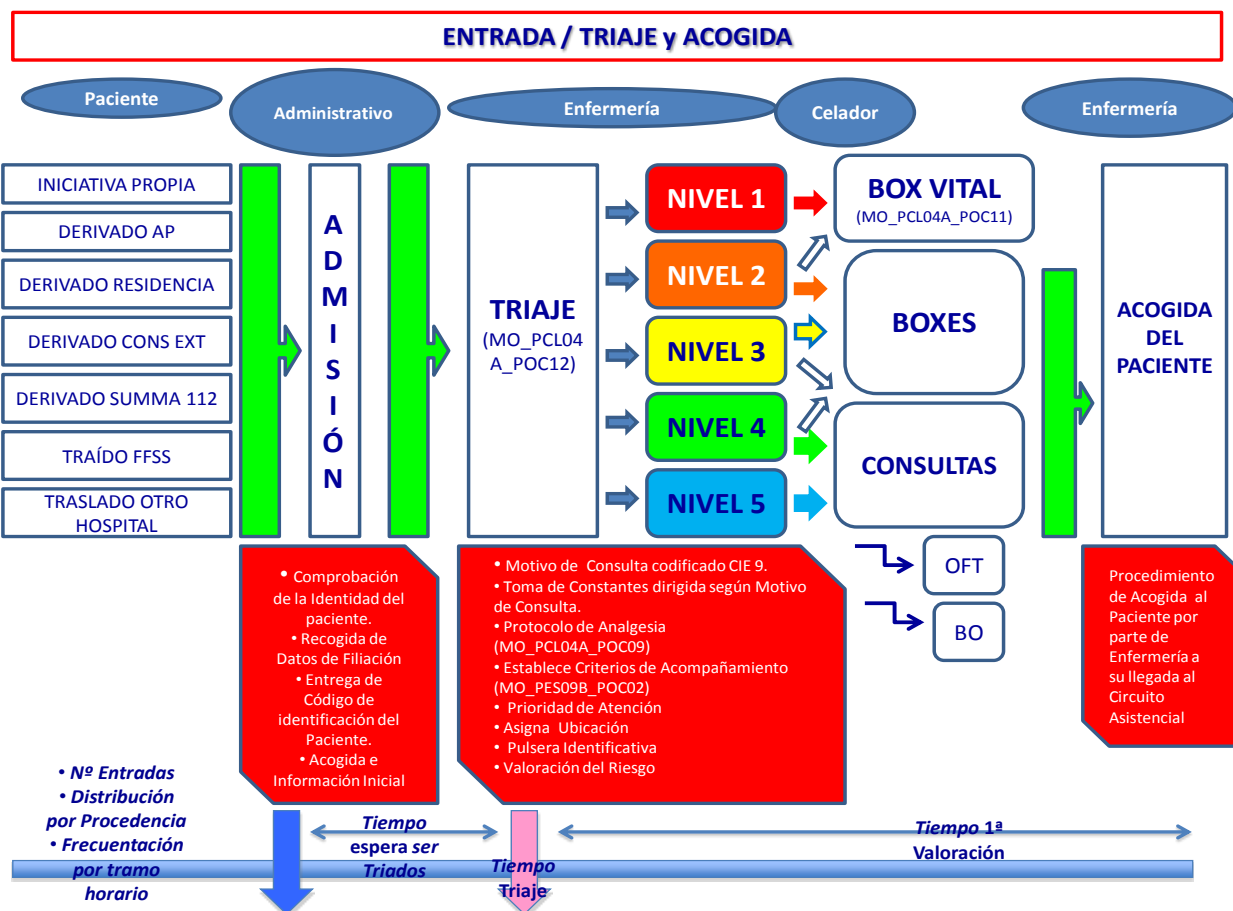 ENTRADA / TRIAJE y ACOGIDA
Paciente
Administrativo
Enfermería
Celador
Enfermería
INICIATIVA PROPIA
DERIVADO AP
DERIVADO RESIDENCIA
DERIVADO CONS EXT
DERIVADO SUMMA 112
TRAÍDO FFSS
TRASLADO OTRO
HOSPITAL
A
D
M
I
S
I
Ó
N
TRIAJE
(MO_PCL04
A_POC12)
NIVEL 1
NIVEL 2
NIVEL 3
NIVEL 4
NIVEL 5
BOX VITAL
(MO_PCL04A_POC11)
BOXES
CONSULTAS
OFT
BO
ACOGIDA
DEL
PACIENTE
• Comprobación
de la Identidad del
paciente.
• Recogida de
Datos de Filiación
• Entrega de
Código de
identificación del
Paciente.
• Acogida e
Información Inicial
• Motivo de Consulta codificado CIE 9.
• Toma de Constantes dirigida según Motivo
de Consulta.
• Protocolo de Analgesia
(MO_PCL04A_POC09)
• Establece Criterios de Acompañamiento
(MO_PES09B_POC02)
• Prioridad de Atención
• Asigna Ubicación
• Pulsera Identificativa
• Valoración del Riesgo
Procedimiento
de Acogida al
Paciente por
parte de
Enfermería a
su llegada al
Circuito
Asistencial
• Nº Entradas
• Distribución
por Procedencia
• Frecuentación
por tramo
horario
Tiempo
espera ser
Triados
Tiempo
Triaje
Tiempo 1ª
Valoración